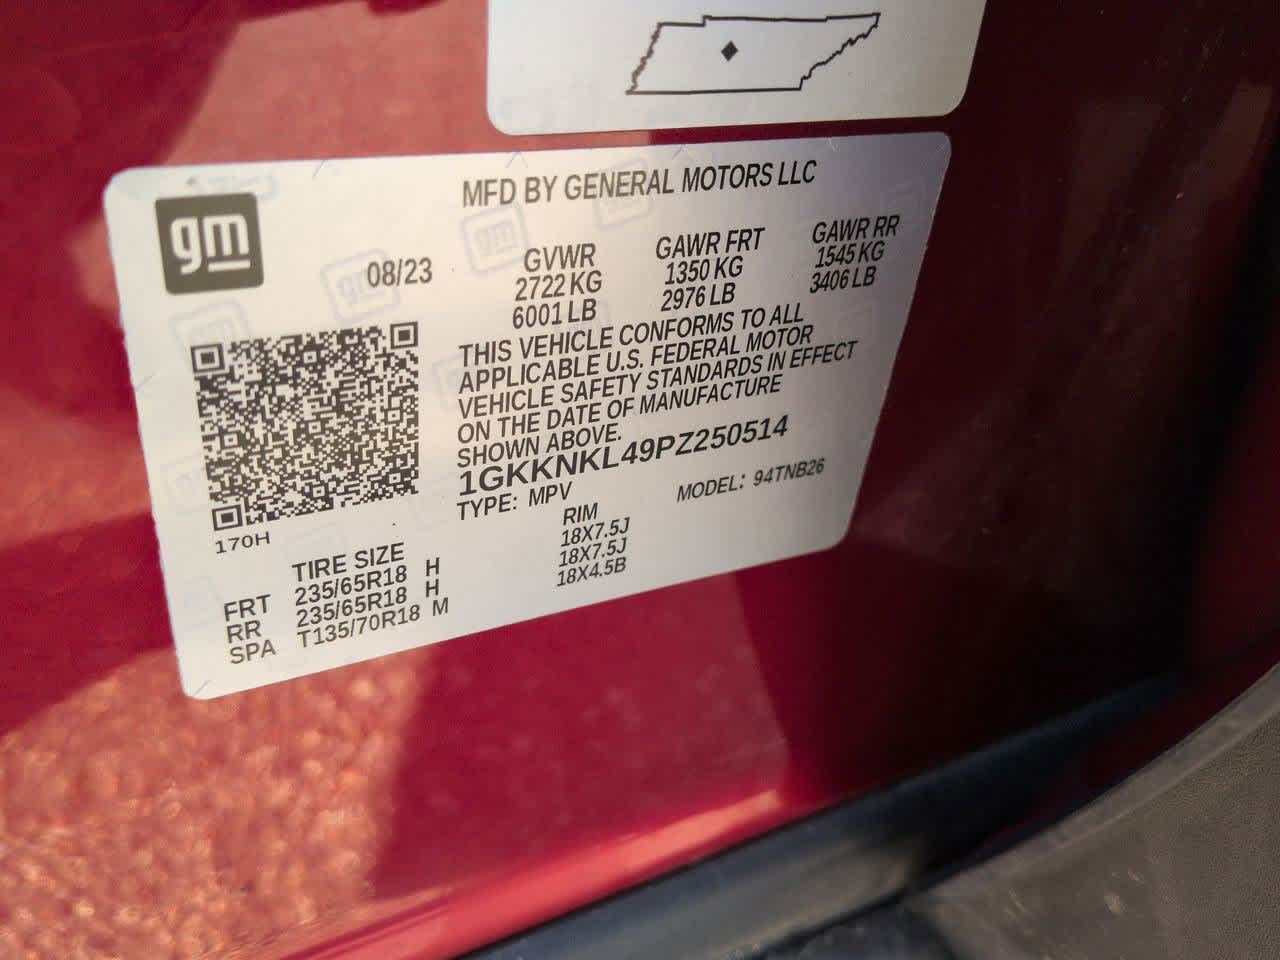 gm
MFD BY GENERAL MOTORS LLC
08/23
GVWR GAWR FRT GAWR RR
2722 KG 1350 KG 1545 KG
6001 LB 2976 LB 3406 LB
THIS VEHICLE CONFORMS TO ALL
APPLICABLE U.S. FEDERAL MOTOR
VEHICLE SAFETY STANDARDS IN EFFECT
ON THE DATE OF MANUFACTURE
SHOWN ABOVE.
1GKKNKL49PZ250514
TYPE: MPV MODEL: 94TNB26
170H
TIRE SIZE RIM
FRT 235/65R18 H 18X7.5J
RR 235/65R18 H 18X7.5J
SPA T135/70R18 M 18X4.5B